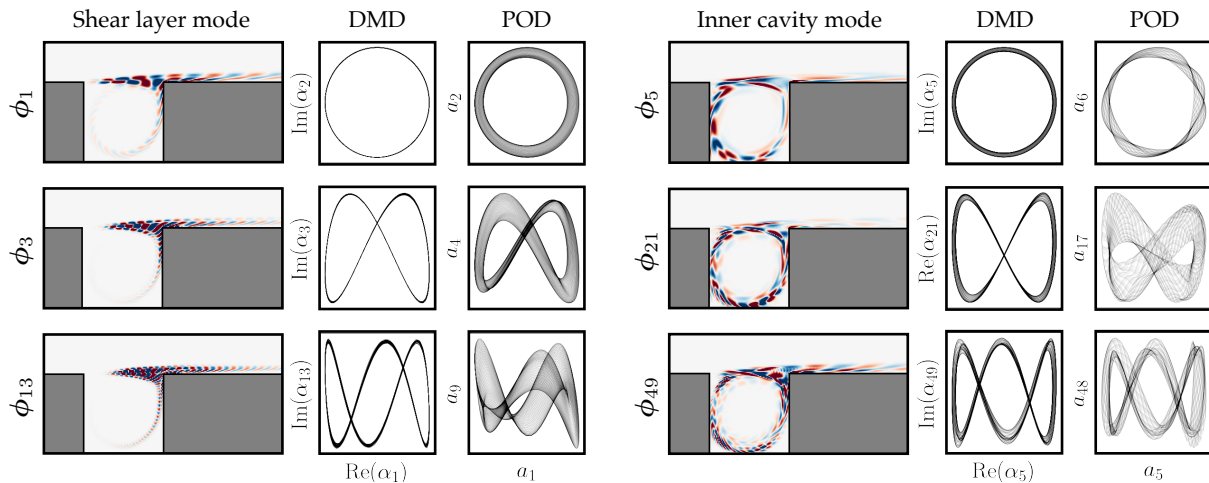 Shear layer mode DMD POD Inner cavity mode DMD POD
ϕ₁ Im(α₂) a₂ ϕ₅ Im(α₅) a₆
ϕ₃ Im(α₃) a₄ ϕ₂₁ Re(α₂₁) a₁₇
ϕ₁₃ Im(α₁₃) a₉ ϕ₄₉ Im(α₄₉) a₄₈
Re(α₁) a₁ Re(α₅) a₅